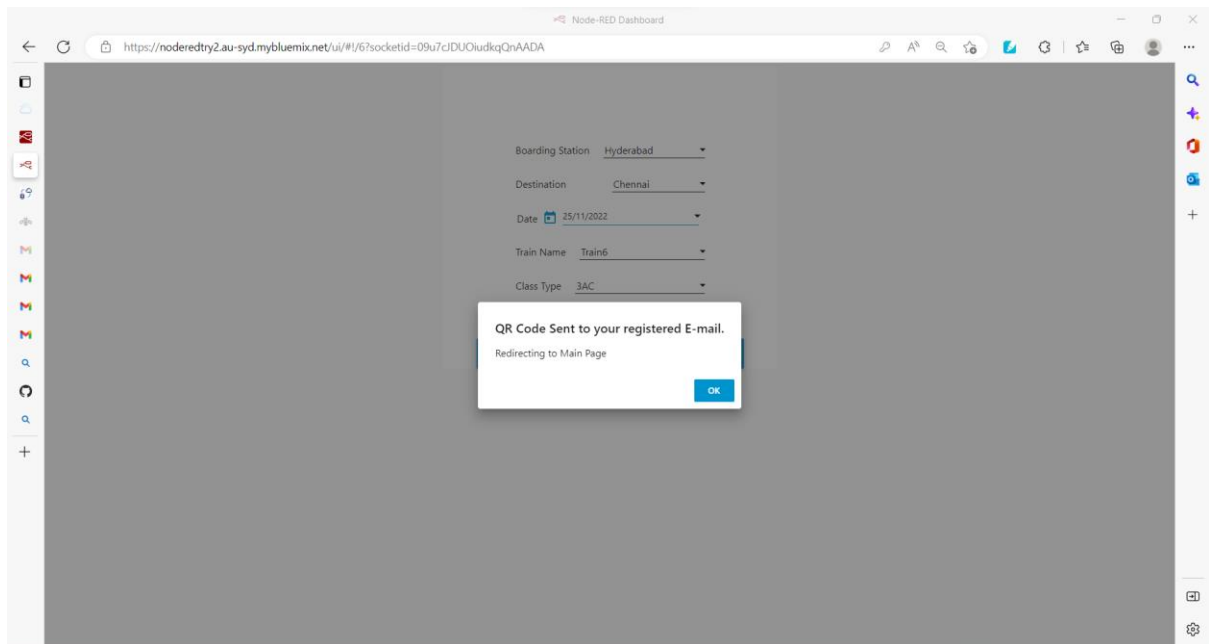 Node-RED Dashboard
https://noderedtry2.au-syd.mybluemix.net/ui/#!/6?socketid=09u7cJDUOiudkqQnAADA
Boarding Station Hyderabad
Destination Chennai
Date 25/11/2022
Train Name Train6
Class Type 3AC
QR Code Sent to your registered E-mail.
Redirecting to Main Page
OK